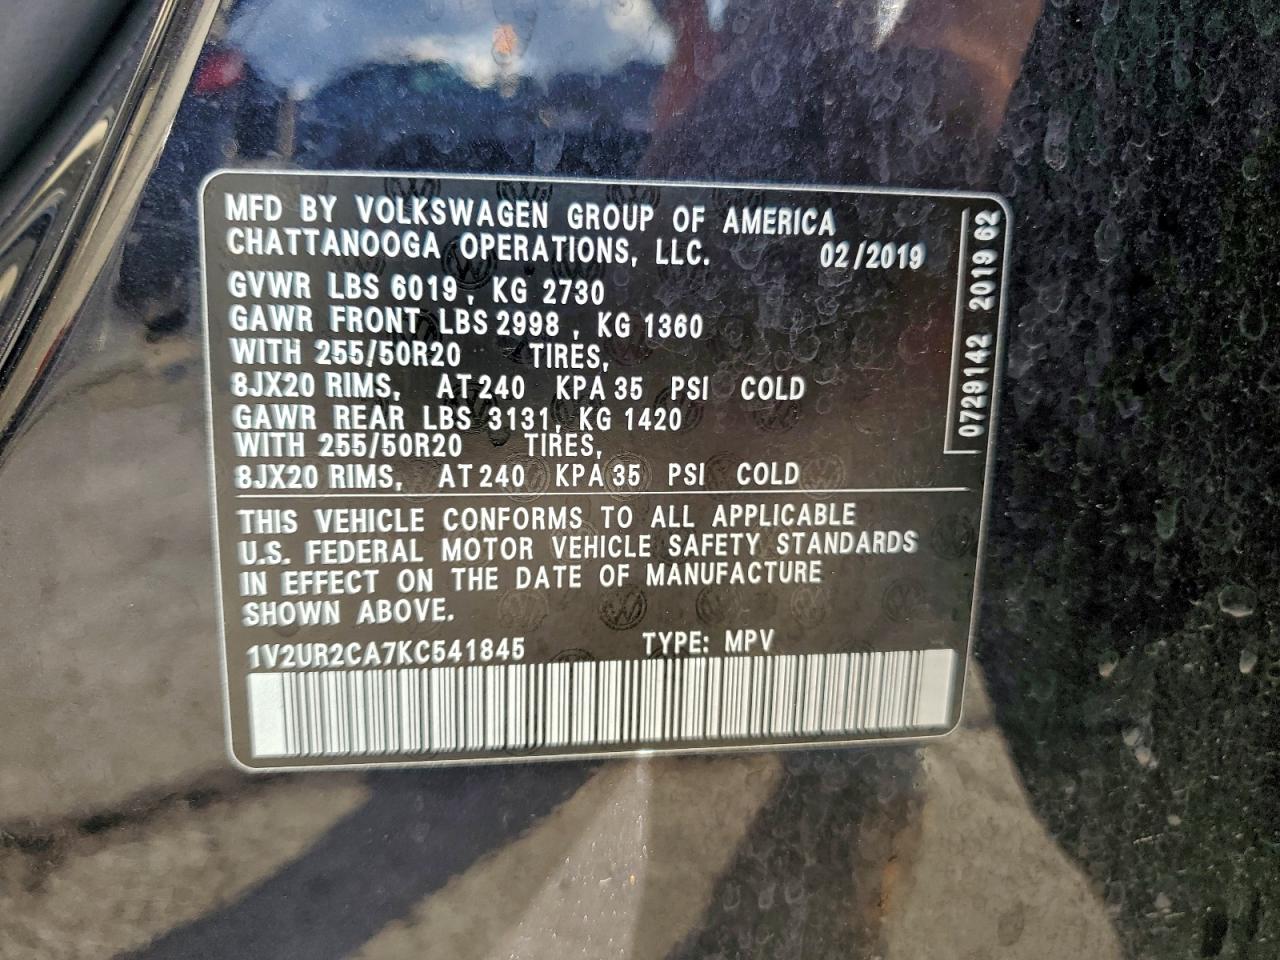 MFD BY VOLKSWAGEN GROUP OF AMERICA
CHATTANOOGA OPERATIONS, LLC. 02/2019
GVWR LBS 6019, KG 2730
GAWR FRONT LBS 2998, KG 1360
WITH 255/50R20 TIRES,
8JX20 RIMS, AT 240 KPA 35 PSI COLD
GAWR REAR LBS 3131, KG 1420
WITH 255/50R20 TIRES,
8JX20 RIMS, AT 240 KPA 35 PSI COLD
THIS VEHICLE CONFORMS TO ALL APPLICABLE
U.S. FEDERAL MOTOR VEHICLE SAFETY STANDARDS
IN EFFECT ON THE DATE OF MANUFACTURE
SHOWN ABOVE.
1V2UR2CA7KC541845 TYPE: MPV
0729142 2019 62